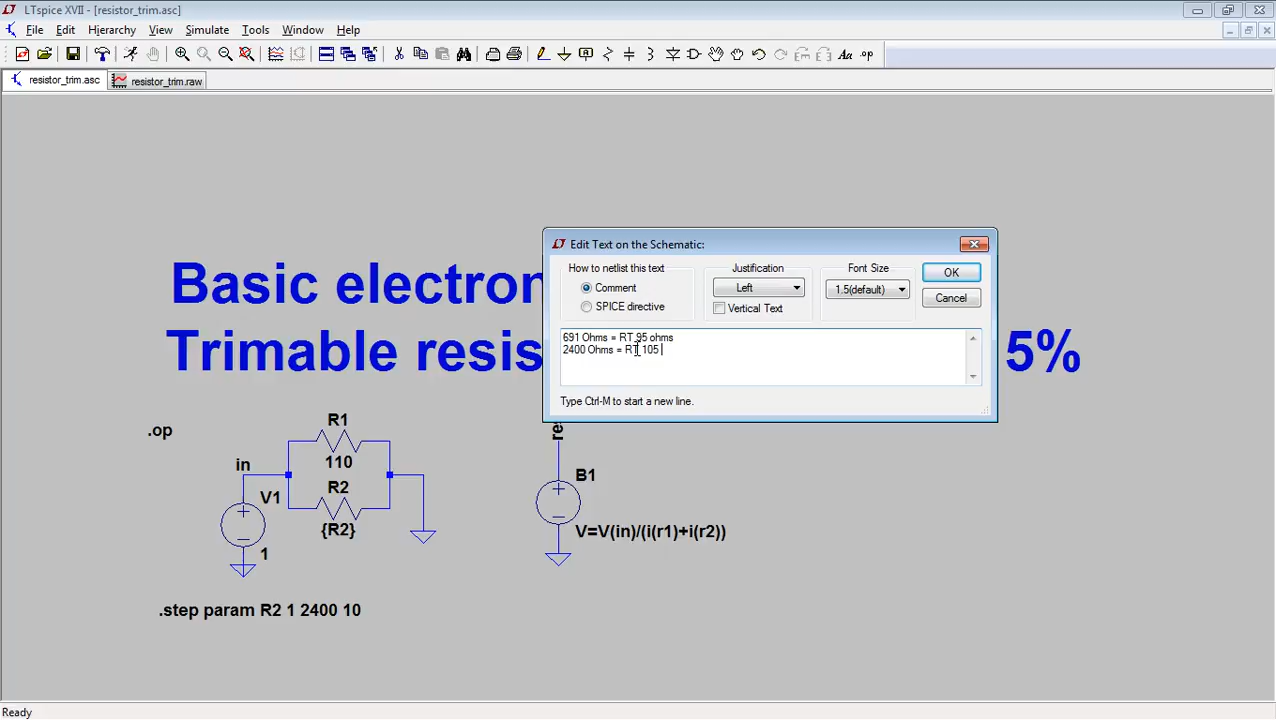 LTspice XVII - [resistor_trim.asc]
File Edit Hierarchy View Simulate Tools Window Help
Aa .op
resistor_trim.asc resistor_trim.raw
Basic electron
Trimable resis 5%
Edit Text on the Schematic:
How to netlist this text Justification Font Size
Comment Left 1.5(default) OK
SPICE directive Vertical Text Cancel
691 Ohms = RT 95 ohms
2400 Ohms = RT 105
Type Ctrl-M to start a new line.
.op
R1
110
in
R2
V1
{R2}
1
B1
V=V(in)/(i(r1)+i(r2))
.step param R2 1 2400 10
Ready